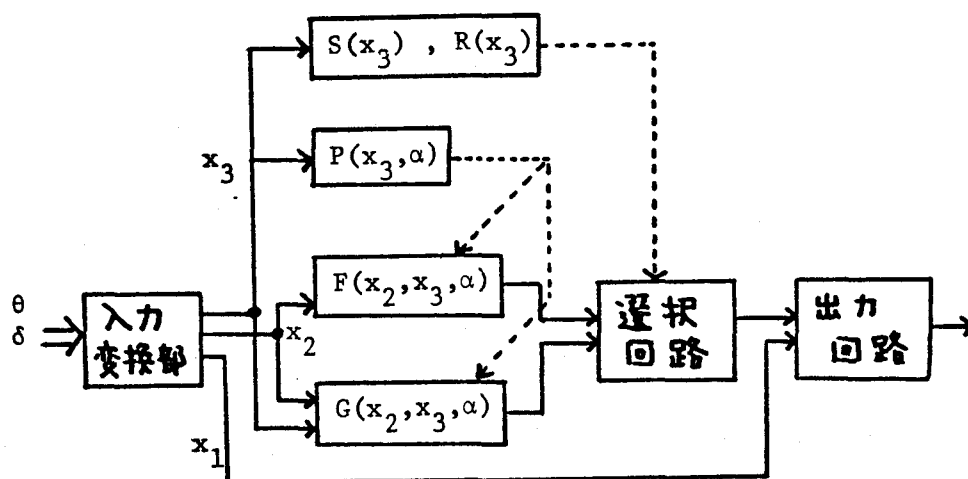 S(x₃) , R(x₃)
P(x₃,α)
x₃
F(x₂,x₃,α)
θ
δ
入力
変換部
x₂
選択
回路
出力
回路
G(x₂,x₃,α)
x₁